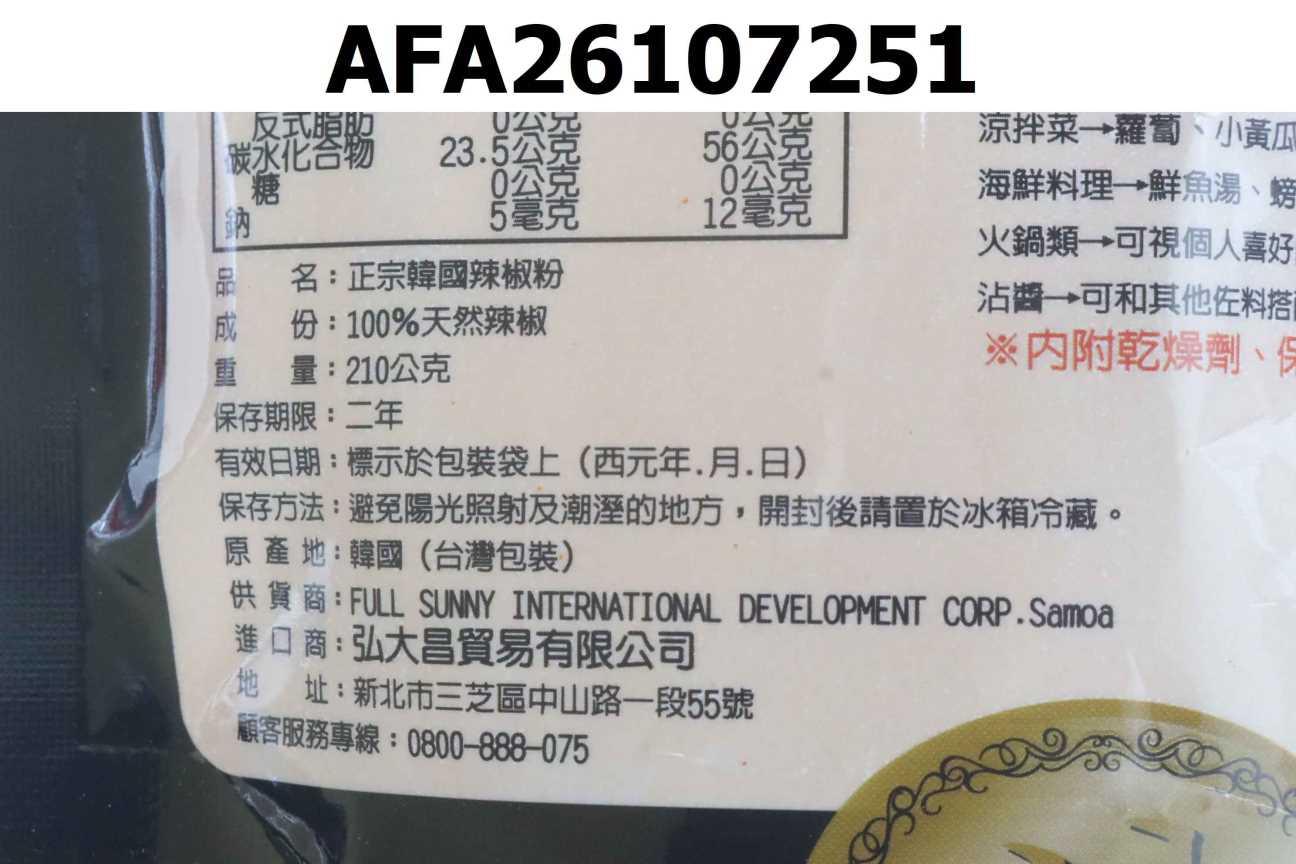 AFA26107251
反式脂肪 0公克 0公克
碳水化合物 23.5公克 56公克
糖 0公克 0公克
鈉 5毫克 12毫克
品名：正宗韓國辣椒粉
成份：100%天然辣椒
重量：210公克
保存期限：二年
有效日期：標示於包裝袋上（西元年.月.日）
保存方法：避免陽光照射及潮溼的地方，開封後請置於冰箱冷藏。
原產地：韓國（台灣包裝）
供貨商：FULL SUNNY INTERNATIONAL DEVELOPMENT CORP.Samoa
進口商：弘大昌貿易有限公司
地址：新北市三芝區中山路一段55號
顧客服務專線：0800-888-075
涼拌菜→蘿蔔、小黃瓜
海鮮料理→鮮魚湯、螃
火鍋類→可視個人喜好
沾醬→可和其他佐料搭
※內附乾燥劑、保